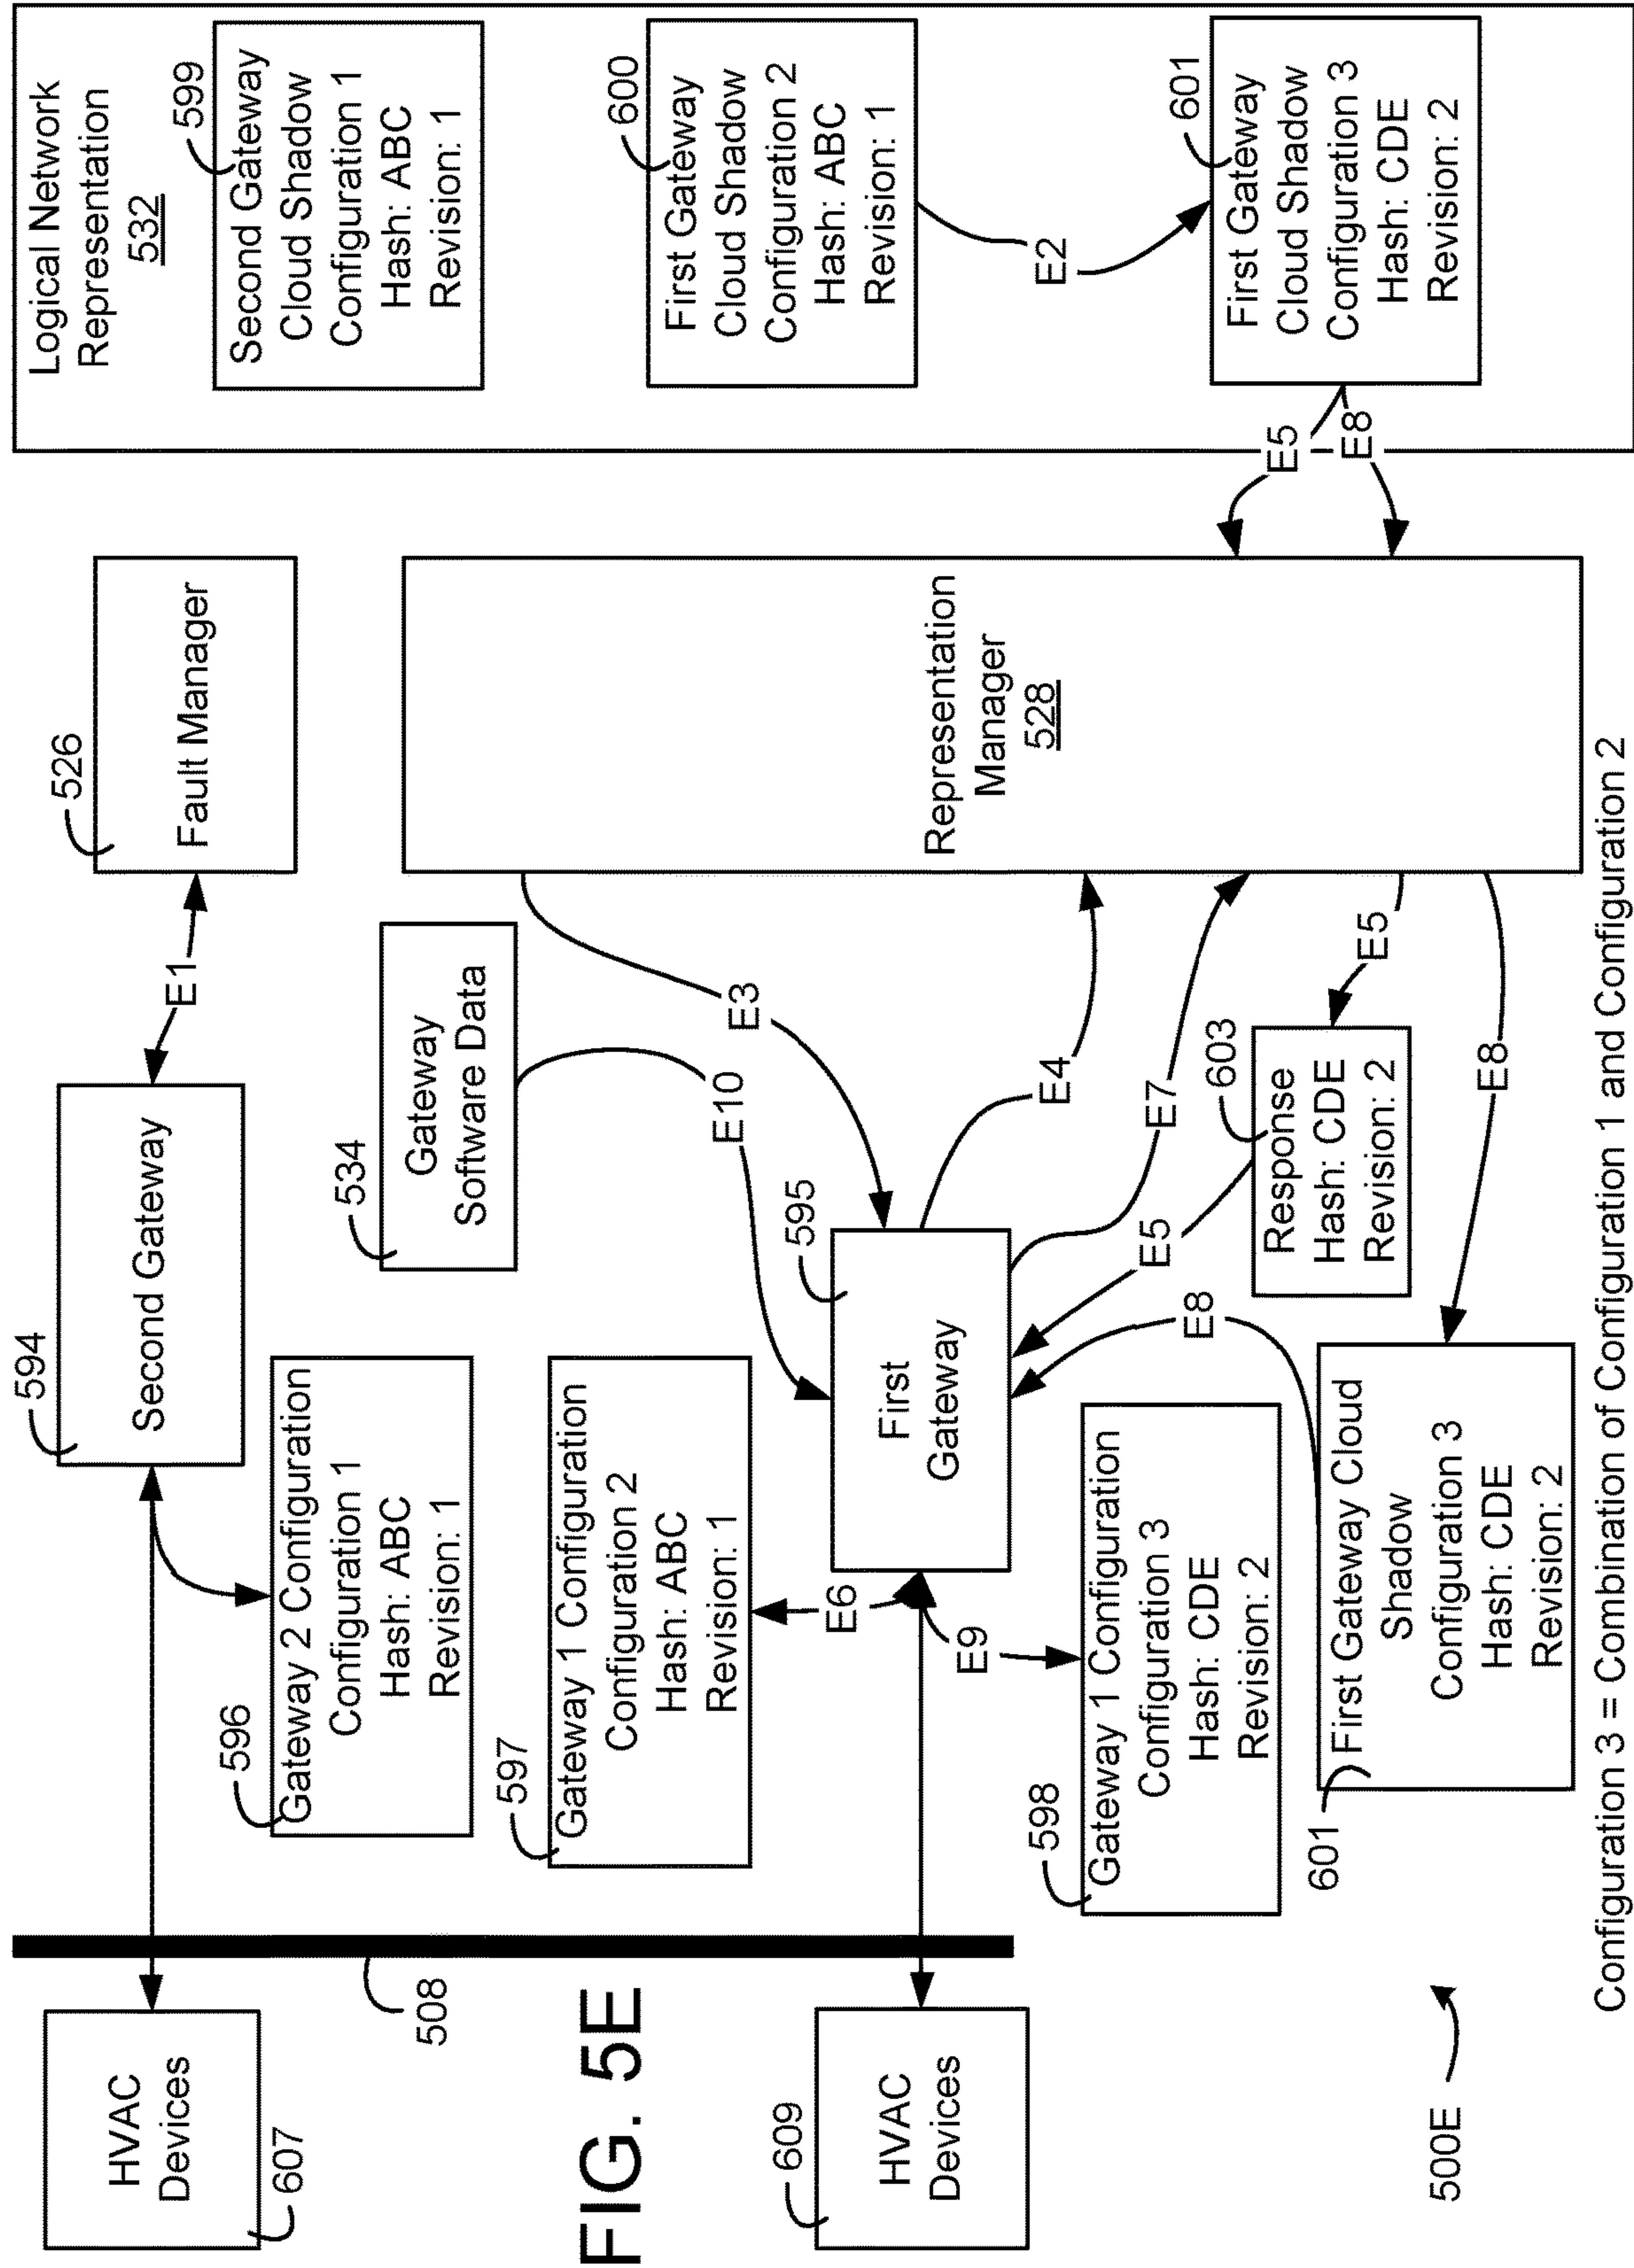 Logical Network
Representation
532
599
Second Gateway
Cloud Shadow
Configuration 1
Hash: ABC
Revision: 1
600
First Gateway
Cloud Shadow
Configuration 2
Hash: ABC
Revision: 1
E2
601
First Gateway
Cloud Shadow
Configuration 3
Hash: CDE
Revision: 2
E5
E8
526
Fault Manager
Representation
Manager
528
E1
534
Gateway
Software Data
E3
E10
E4
E7
E5
603
Response
Hash: CDE
Revision: 2
E8
E5
E8
594
Second Gateway
595
First
Gateway
596
Gateway 2 Configuration
Configuration 1
Hash: ABC
Revision: 1
597
Gateway 1 Configuration
Configuration 2
Hash: ABC
Revision: 1
E6
E9
598
Gateway 1 Configuration
Configuration 3
Hash: CDE
Revision: 2
601
First Gateway Cloud
Shadow
Configuration 3
Hash: CDE
Revision: 2
508
HVAC
Devices
607
HVAC
Devices
609
FIG. 5E
500E
Configuration 3 = Combination of Configuration 1 and Configuration 2